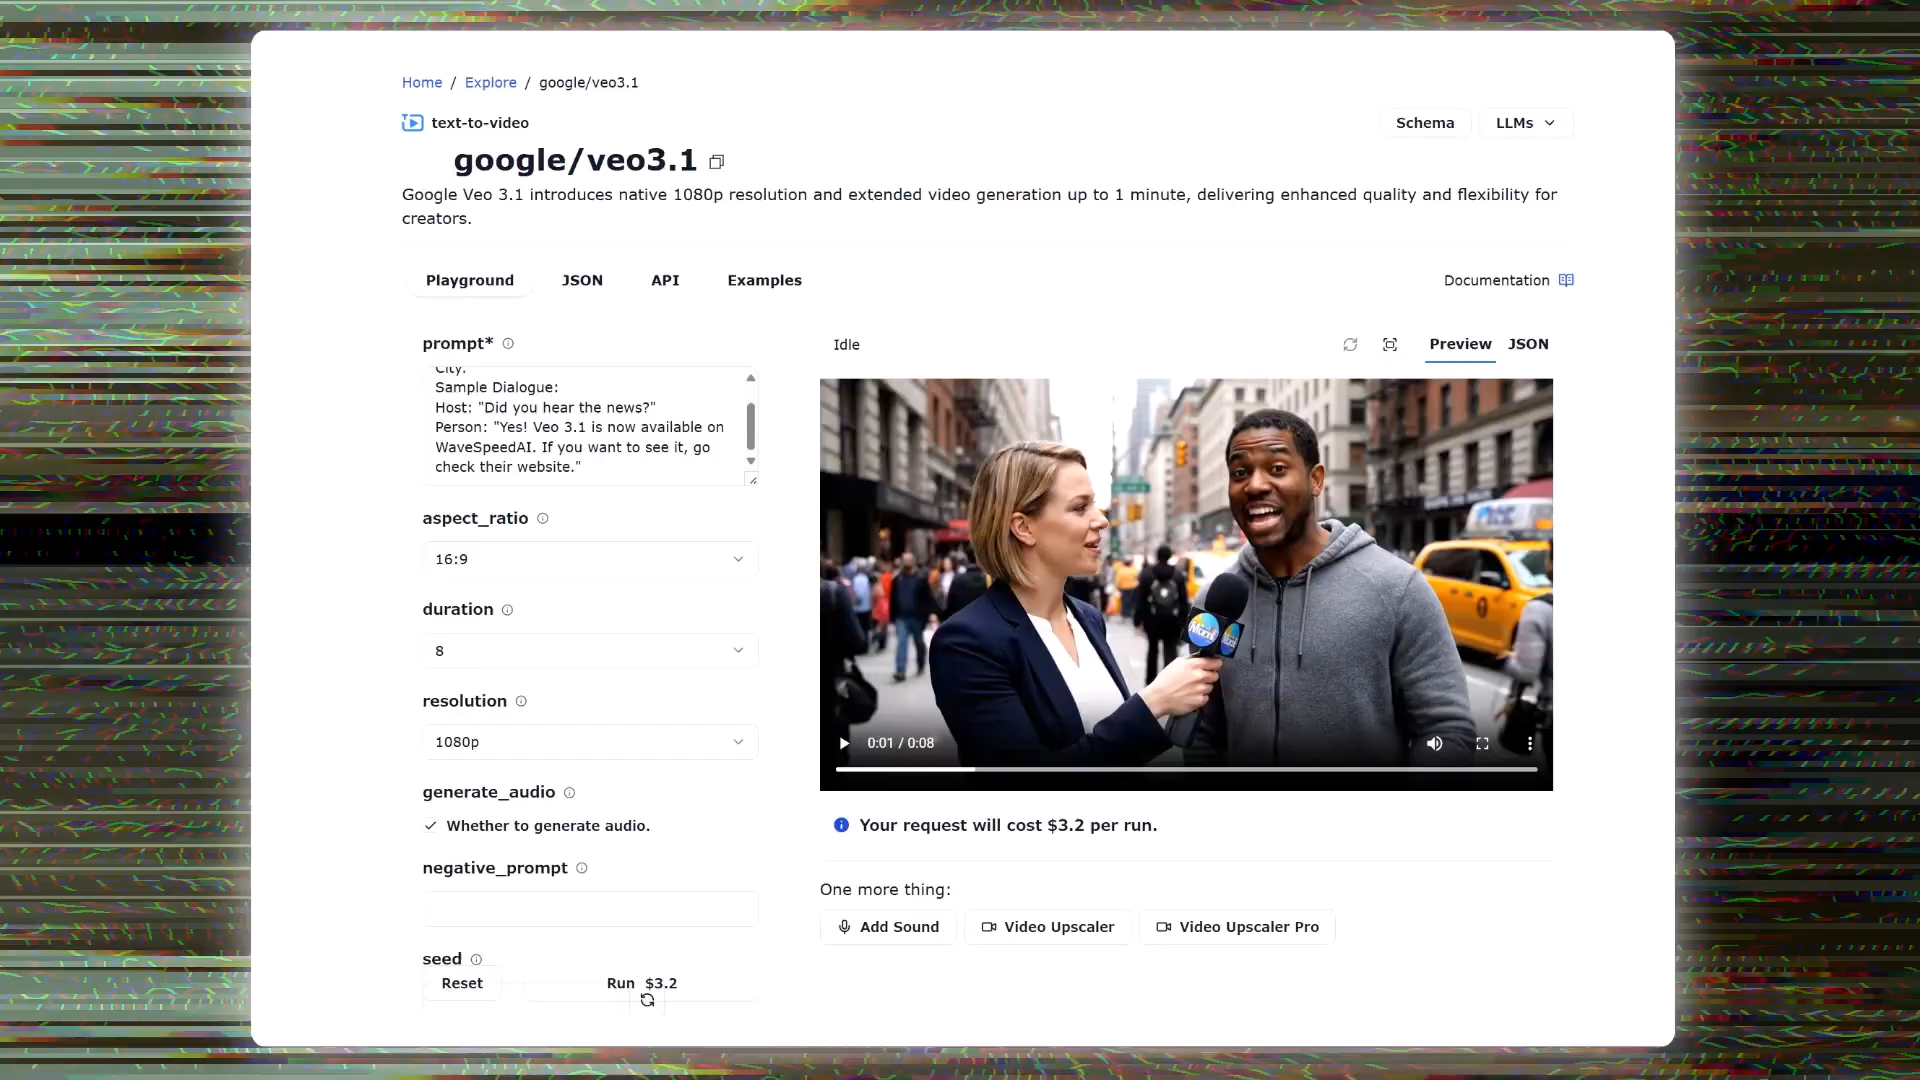 Home / Explore / google/veo3.1
text-to-video
Schema
LLMs
google/veo3.1
Google Veo 3.1 introduces native 1080p resolution and extended video generation up to 1 minute, delivering enhanced quality and flexibility for
creators.
Playground
JSON
API
Examples
Documentation
prompt*
City.
Sample Dialogue:
Host: "Did you hear the news?"
Person: "Yes! Veo 3.1 is now available on
WaveSpeedAI. If you want to see it, go
check their website."
aspect_ratio
16:9
duration
8
resolution
1080p
generate_audio
Whether to generate audio.
negative_prompt
seed
Reset
Run $3.2
Idle
Preview
JSON
0:01 / 0:08
Your request will cost $3.2 per run.
One more thing:
Add Sound
Video Upscaler
Video Upscaler Pro